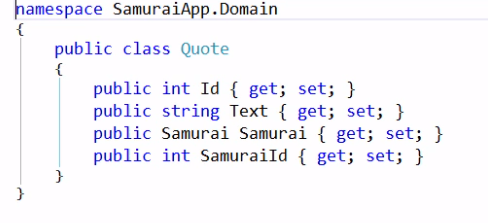 namespace SamuraiApp.Domain
{
    public class Quote
    {
        public int Id { get; set; }
        public string Text { get; set; }
        public Samurai Samurai { get; set; }
        public int SamuraiId { get; set; }
    }
}